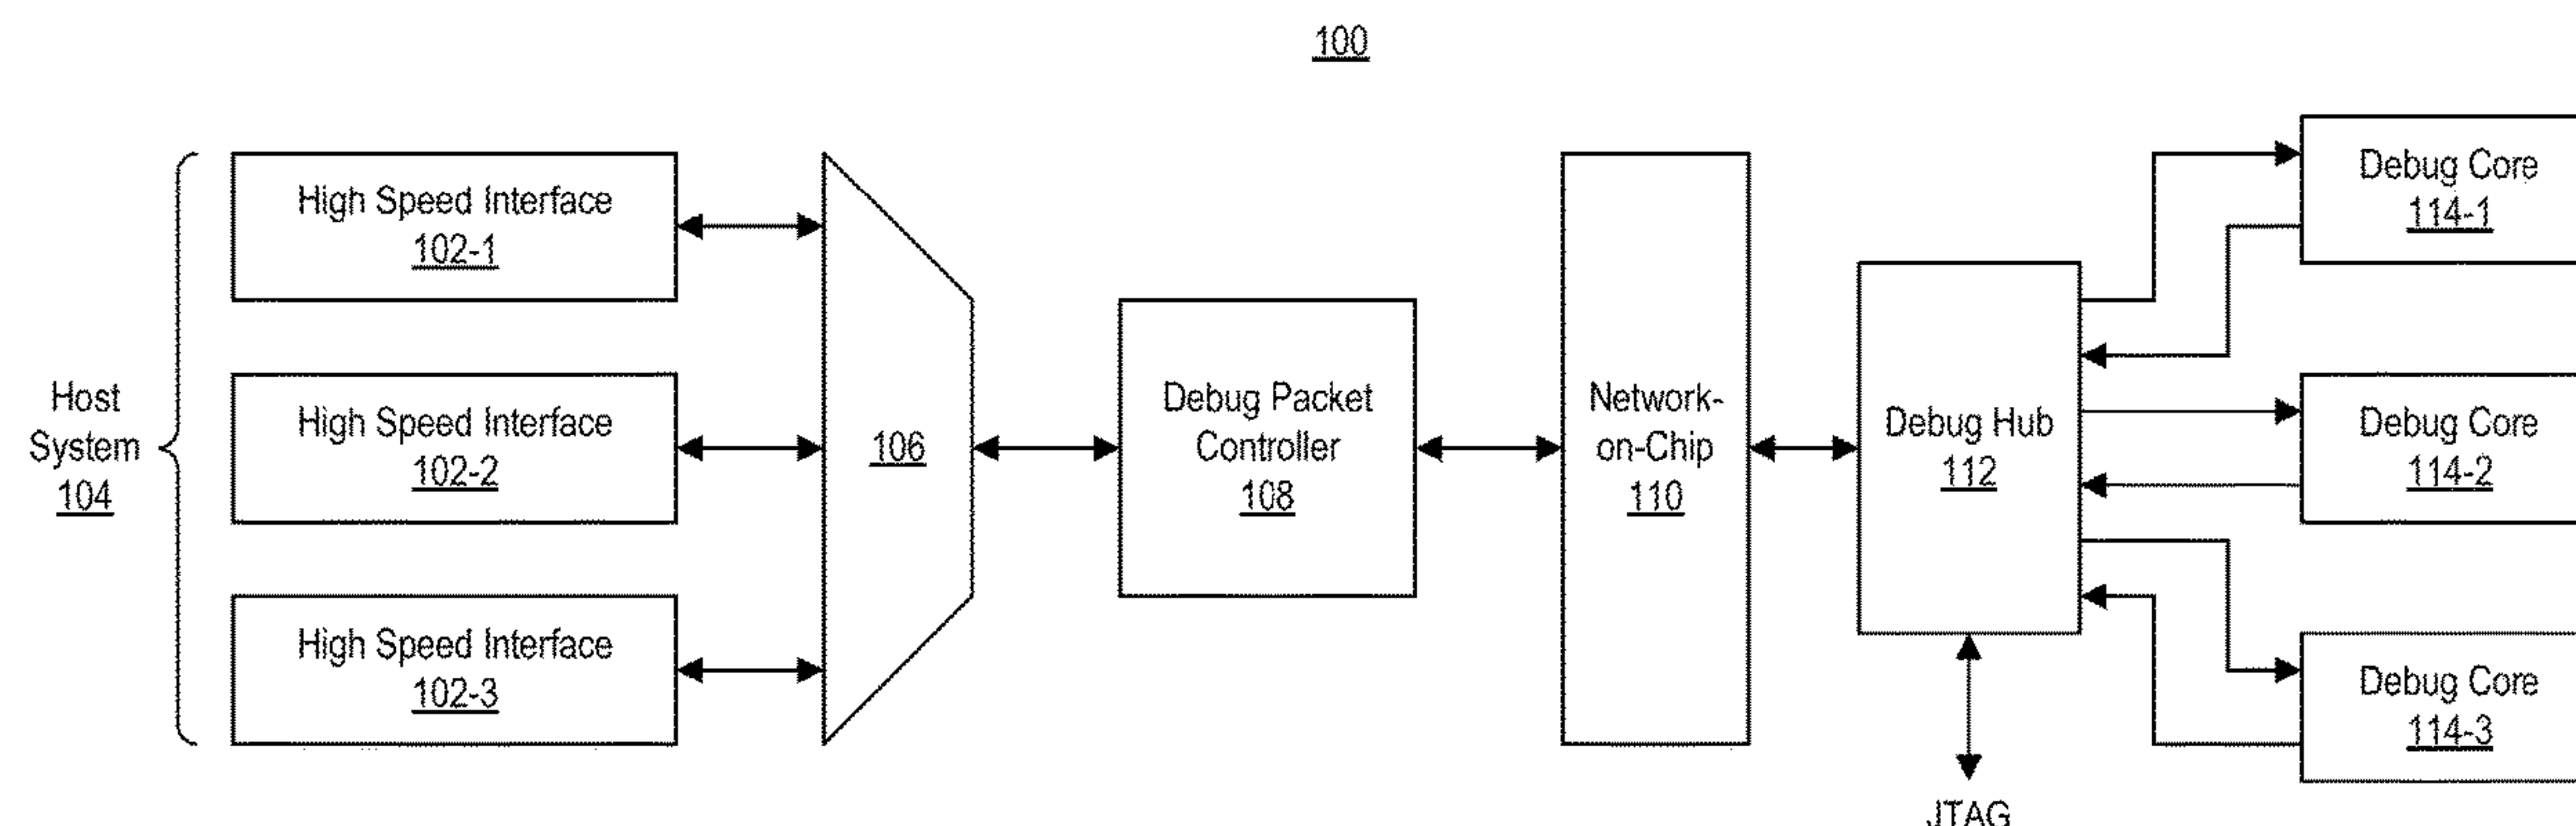 100
High Speed Interface
102-1
High Speed Interface
102-2
High Speed Interface
102-3
Host
System
104
106
Debug Packet
Controller
108
Network-
on-Chip
110
Debug Hub
112
JTAG
Debug Core
114-1
Debug Core
114-2
Debug Core
114-3